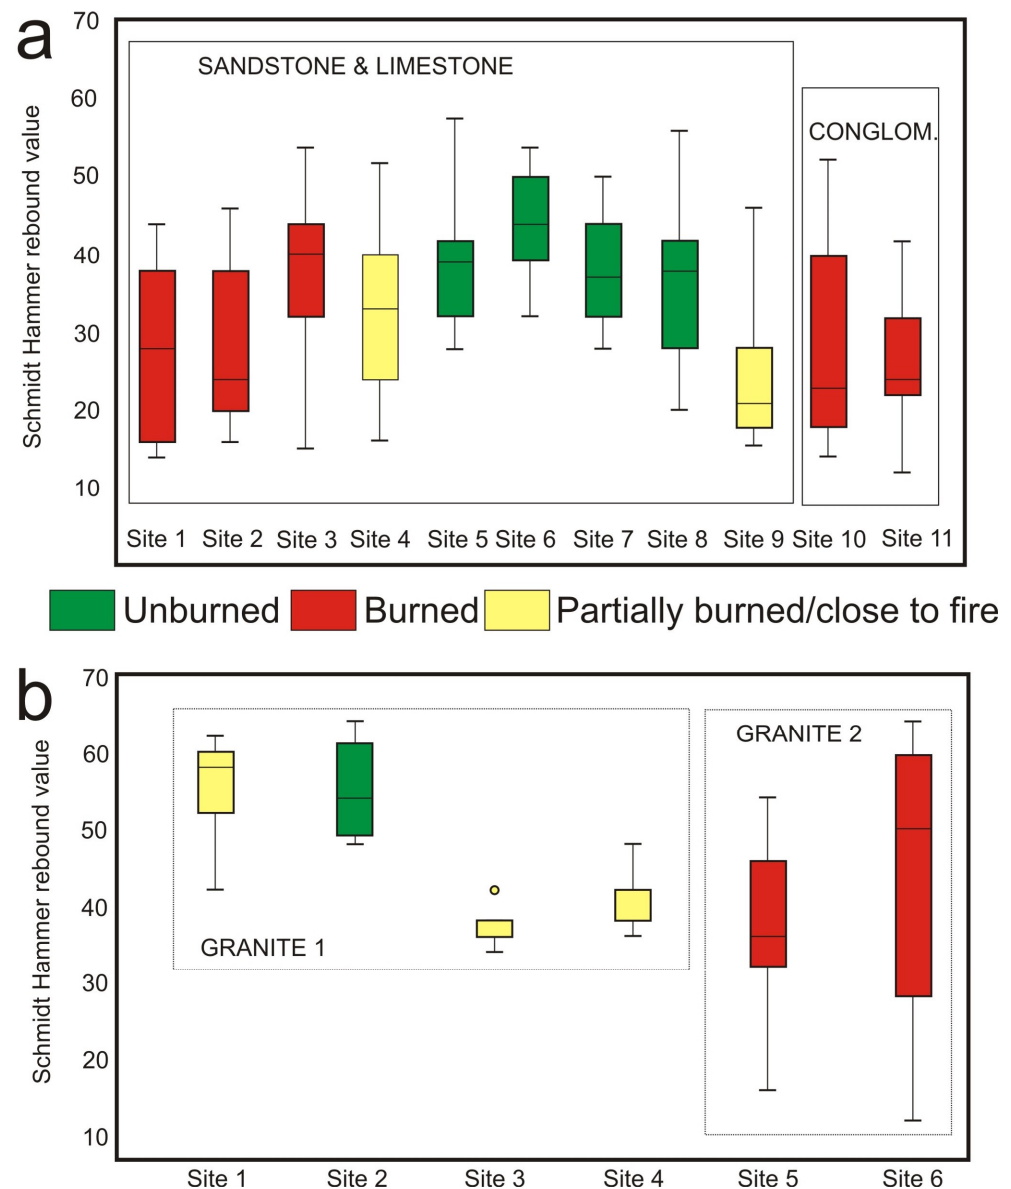 a
70
60
50
40
30
20
10
Schmidt Hammer rebound value
SANDSTONE & LIMESTONE
CONGLOM.
Site 1 Site 2 Site 3 Site 4 Site 5 Site 6 Site 7 Site 8 Site 9 Site 10 Site 11
Unburned Burned Partially burned/close to fire
b
70
60
50
40
30
20
10
Schmidt Hammer rebound value
GRANITE 2
GRANITE 1
Site 1 Site 2 Site 3 Site 4 Site 5 Site 6